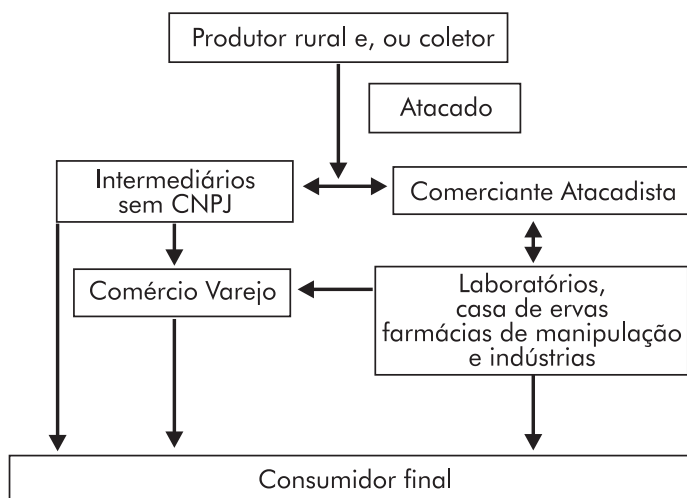 Produtor rural e, ou coletor
Atacado
Intermediários
sem CNPJ
Comerciante Atacadista
Comércio Varejo
Laboratórios,
casa de ervas
farmácias de manipulação
e indústrias
Consumidor final